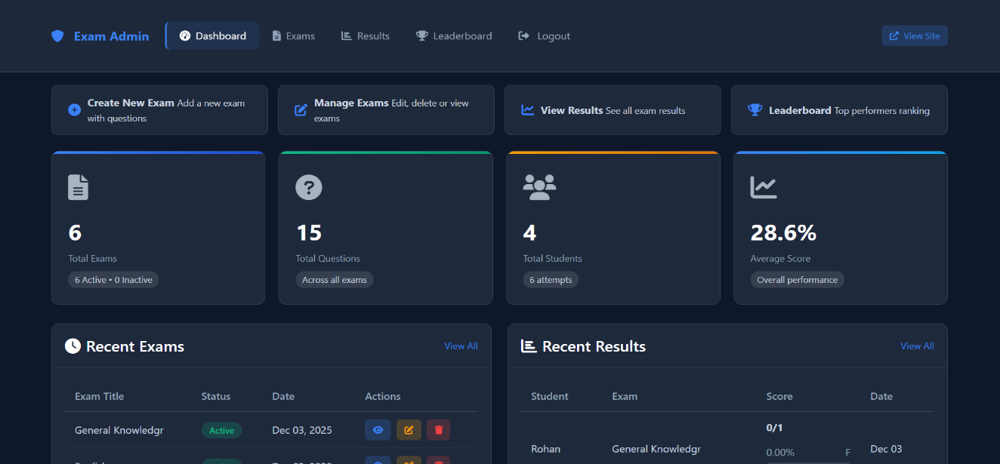 Exam Admin Dashboard Exams Results Leaderboard Logout View Site
Create New Exam Add a new exam
with questions
Manage Exams Edit, delete or view
exams
View Results See all exam results
Leaderboard Top performers ranking
6
Total Exams
6 Active • 0 Inactive
?
15
Total Questions
Across all exams
4
Total Students
6 attempts
28.6%
Average Score
Overall performance
Recent Exams View All
Exam Title Status Date Actions
General Knowledgr Active Dec 03, 2025
Recent Results View All
Student Exam Score Date
0/1
Rohan General Knowledgr Dec 03
0.00% F